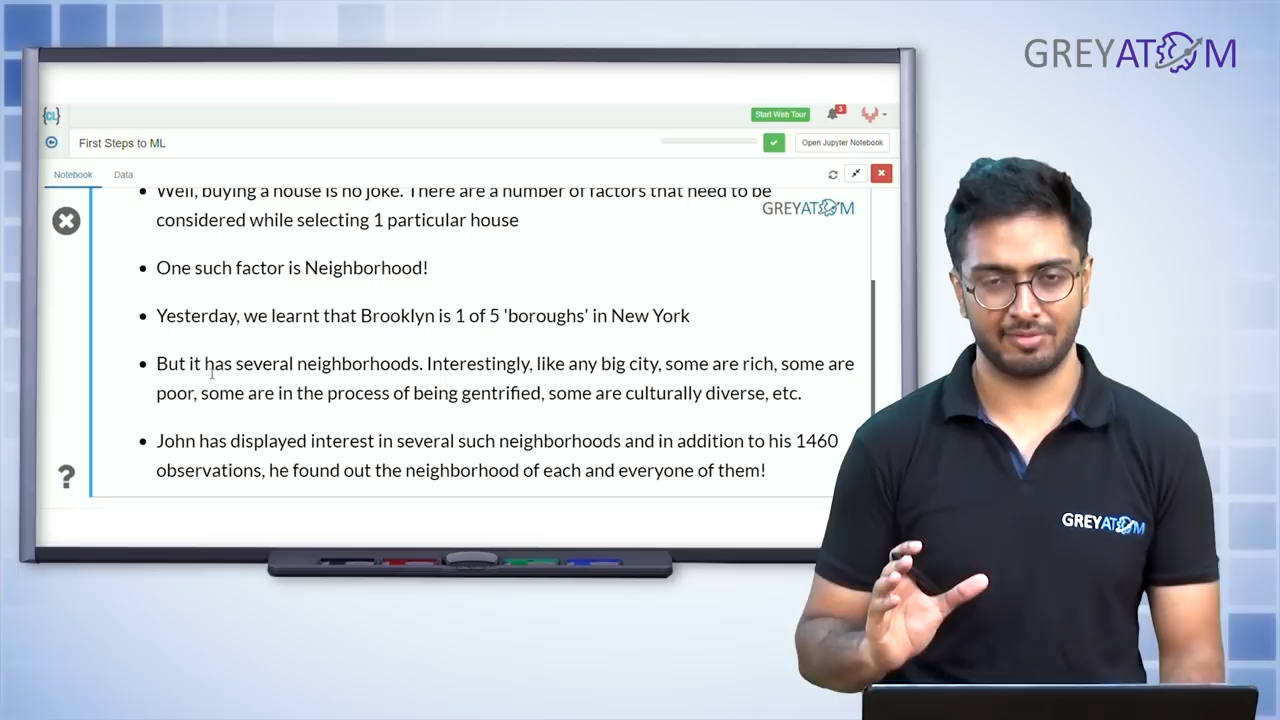 GREYATOM
{CL}
Start Web Tour
3
First Steps to ML
Open Jupyter Notebook
Notebook
Data
• Well, buying a house is no joke. There are a number of factors that need to be
considered while selecting 1 particular house
GREYATOM
• One such factor is Neighborhood!
• Yesterday, we learnt that Brooklyn is 1 of 5 'boroughs' in New York
• But it has several neighborhoods. Interestingly, like any big city, some are rich, some are
poor, some are in the process of being gentrified, some are culturally diverse, etc.
• John has displayed interest in several such neighborhoods and in addition to his 1460
observations, he found out the neighborhood of each and everyone of them!
?
GREYATOM